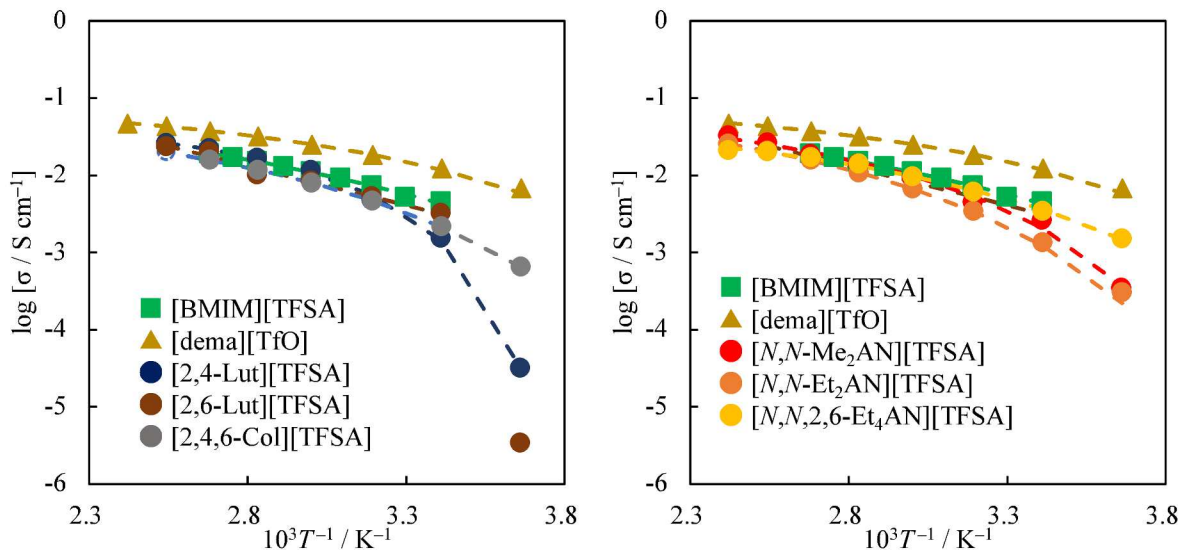 0
-1
-2
-3
-4
-5
-6
log [σ / S cm⁻¹]
[BMIM][TFSA]
[dema][TfO]
[2,4-Lut][TFSA]
[2,6-Lut][TFSA]
[2,4,6-Col][TFSA]
2.3 2.8 3.3 3.8
10³T⁻¹ / K⁻¹
0
-1
-2
-3
-4
-5
-6
log [σ / S cm⁻¹]
[BMIM][TFSA]
[dema][TfO]
[N,N-Me₂AN][TFSA]
[N,N-Et₂AN][TFSA]
[N,N,2,6-Et₄AN][TFSA]
2.3 2.8 3.3 3.8
10³T⁻¹ / K⁻¹